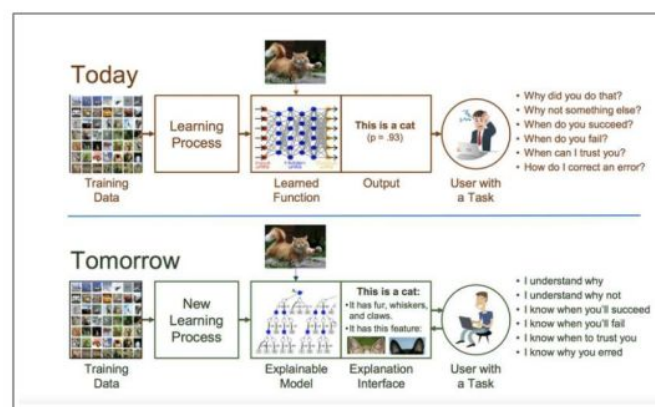 Today
Learning
Process
This is a cat
(p = .93)
Training
Data
Learned
Function
Output
User with
a Task
• Why did you do that?
• Why not something else?
• When do you succeed?
• When do you fail?
• When can I trust you?
• How do I correct an error?
Tomorrow
New
Learning
Process
This is a cat:
• It has fur, whiskers,
and claws.
• It has this feature:
Training
Data
Explainable
Model
Explanation
Interface
User with
a Task
• I understand why
• I understand why not
• I know when you'll succeed
• I know when you'll fail
• I know when to trust you
• I know why you erred